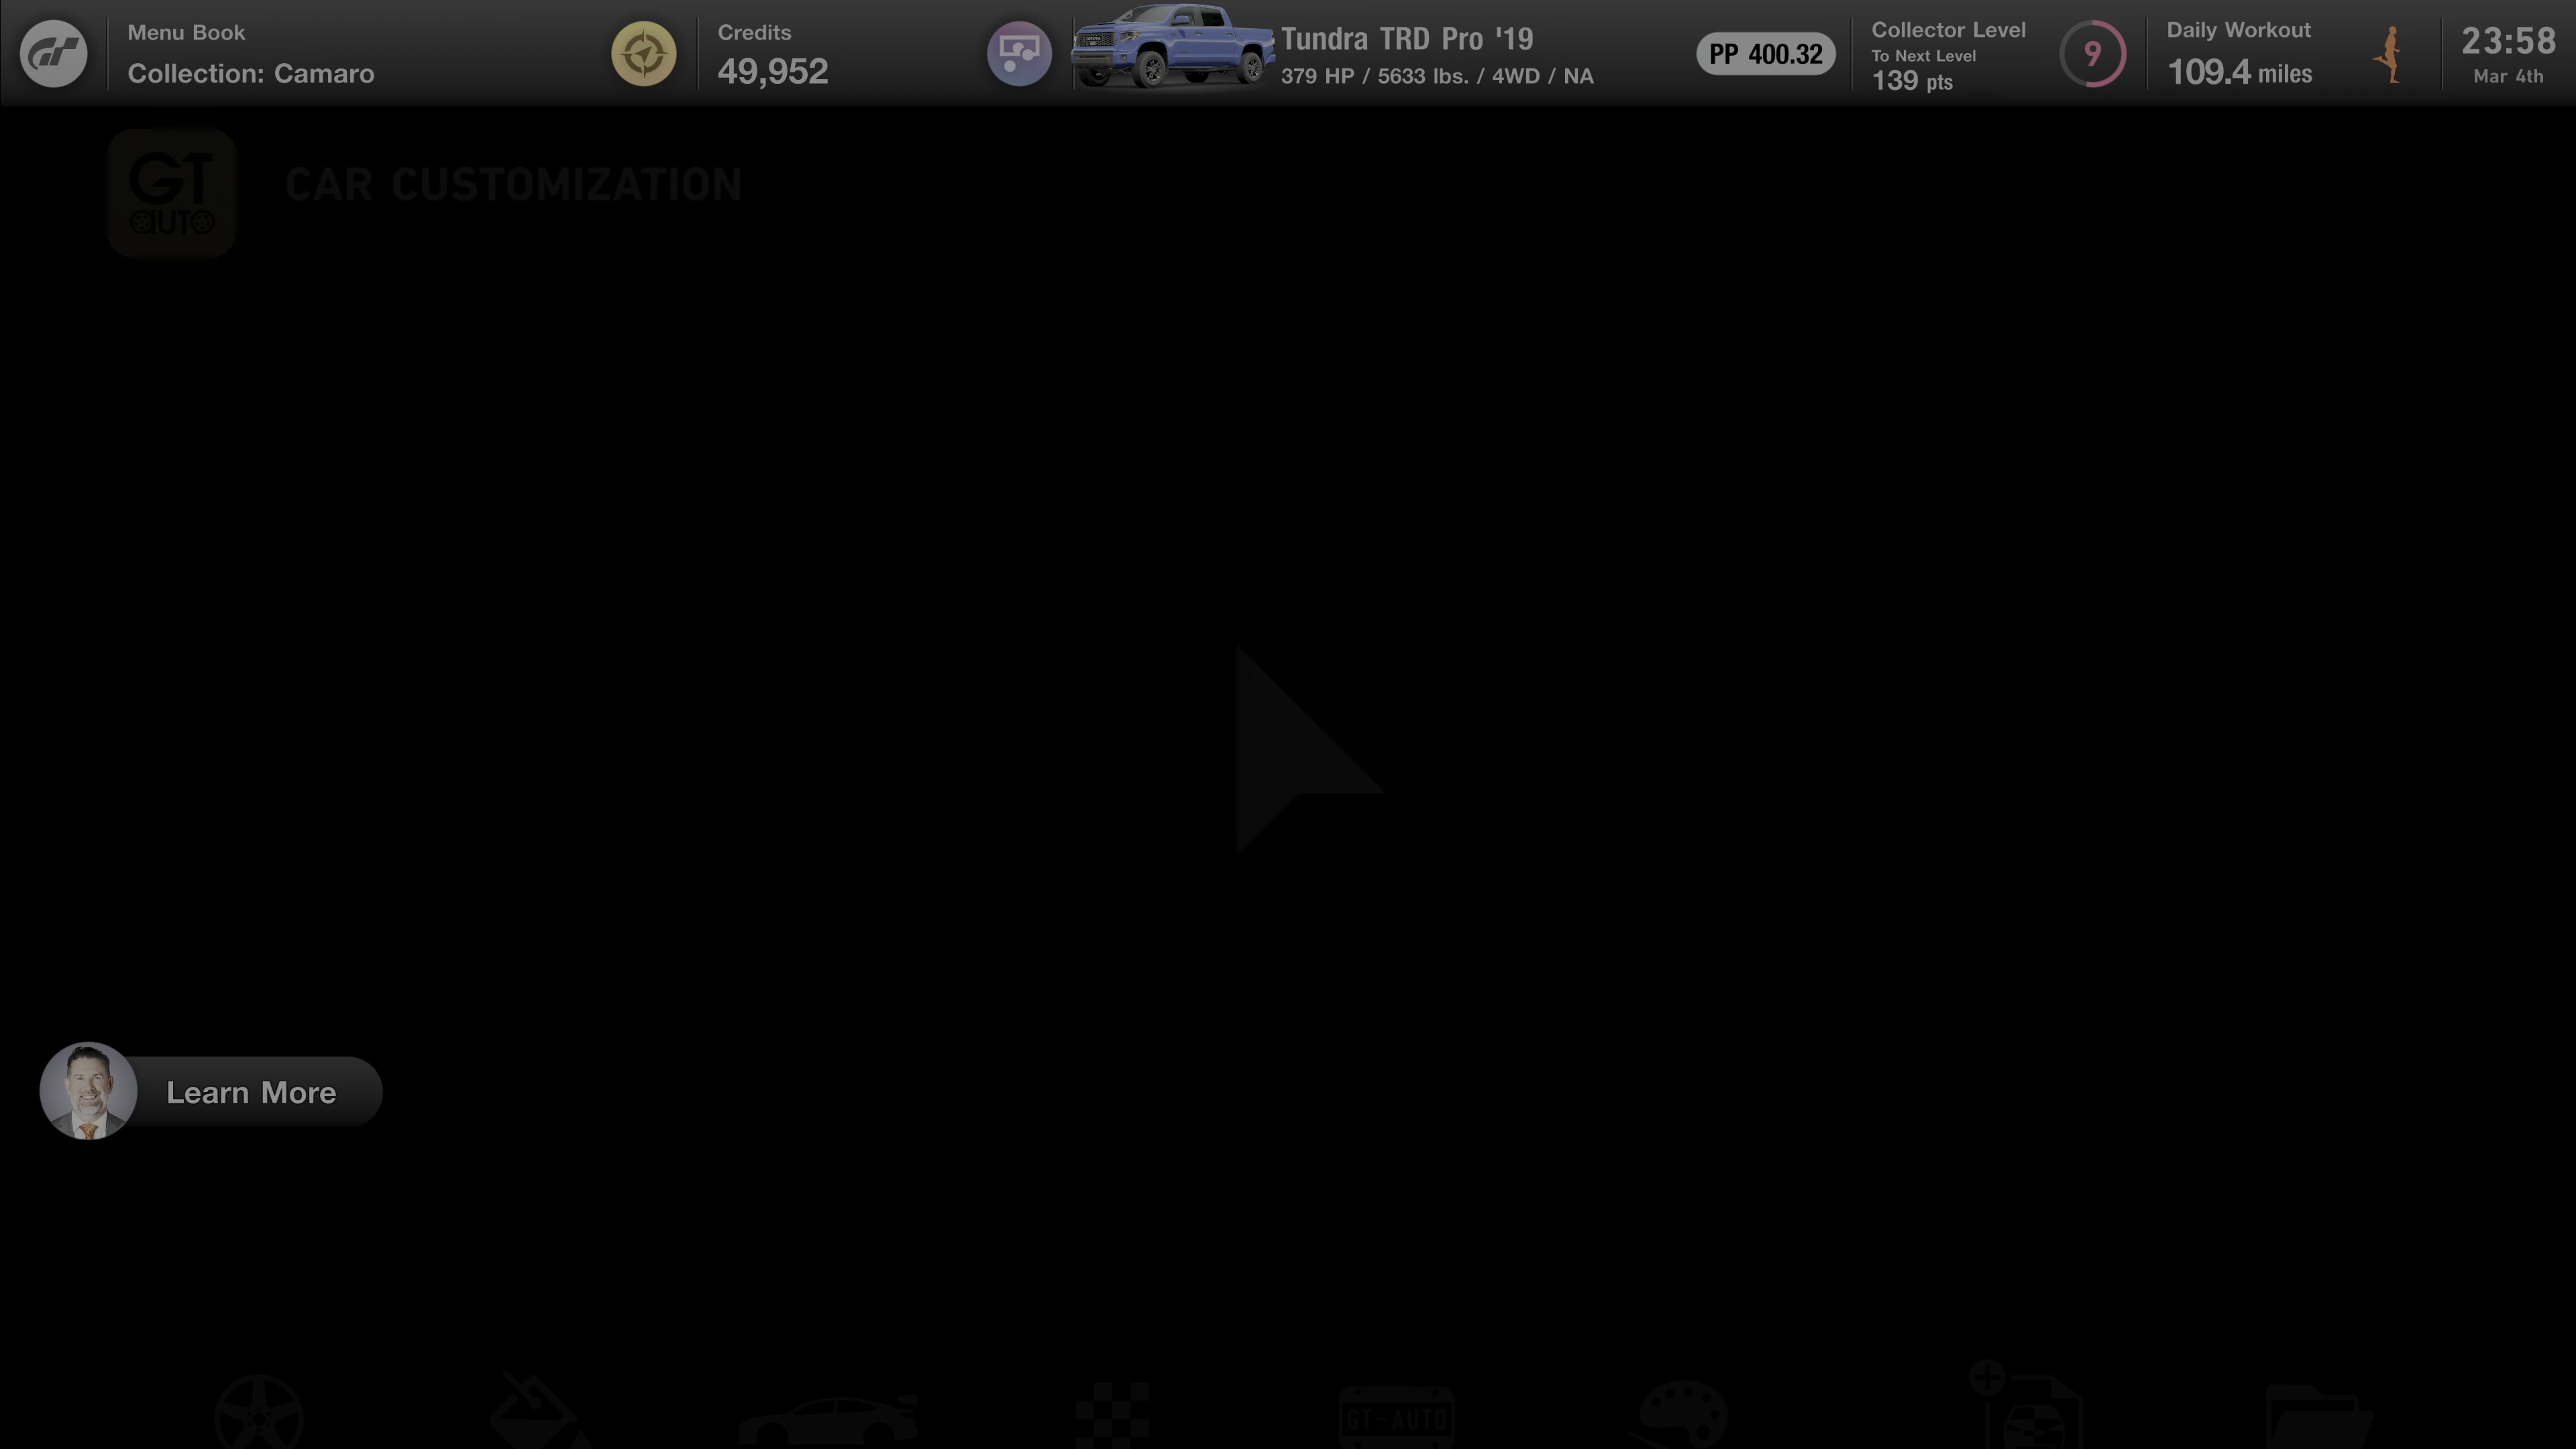 Menu Book
Collection: Camaro
Credits
49,952
Tundra TRD Pro '19
379 HP / 5633 lbs. / 4WD / NA
PP 400.32
Collector Level
To Next Level
139 pts
9
Daily Workout
109.4 miles
23:58
Mar 4th
GT
AUTO
CAR CUSTOMIZATION
Learn More
GT-AUTO